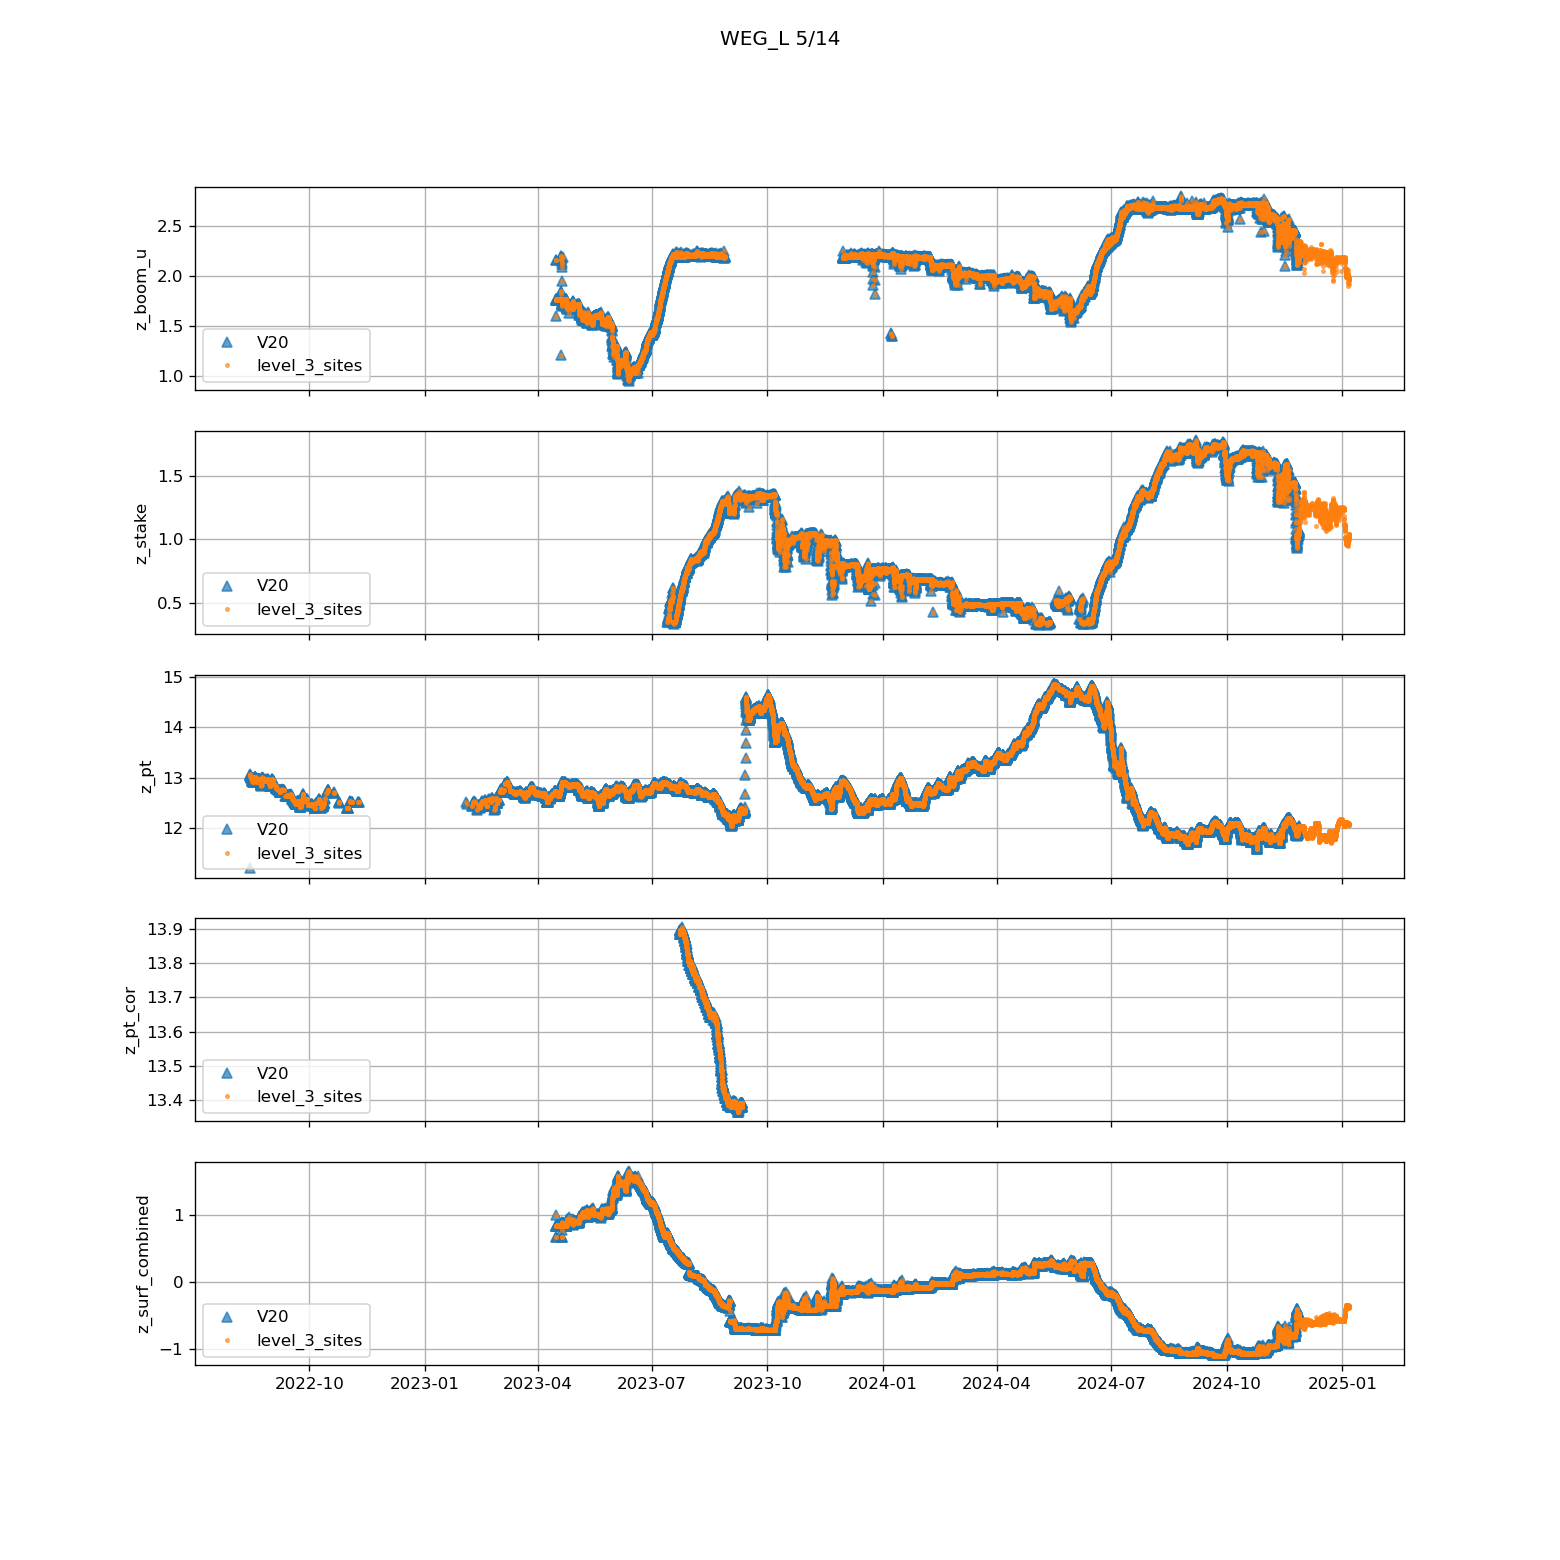 WEG_L 5/14
z_boom_u
2.5
2.0
1.5
1.0
V20
level_3_sites
z_stake
1.5
1.0
0.5
V20
level_3_sites
z_pt
15
14
13
12
V20
level_3_sites
z_pt_cor
13.9
13.8
13.7
13.6
13.5
13.4
V20
level_3_sites
z_surf_combined
1
0
−1
V20
level_3_sites
2022-10 2023-01 2023-04 2023-07 2023-10 2024-01 2024-04 2024-07 2024-10 2025-01